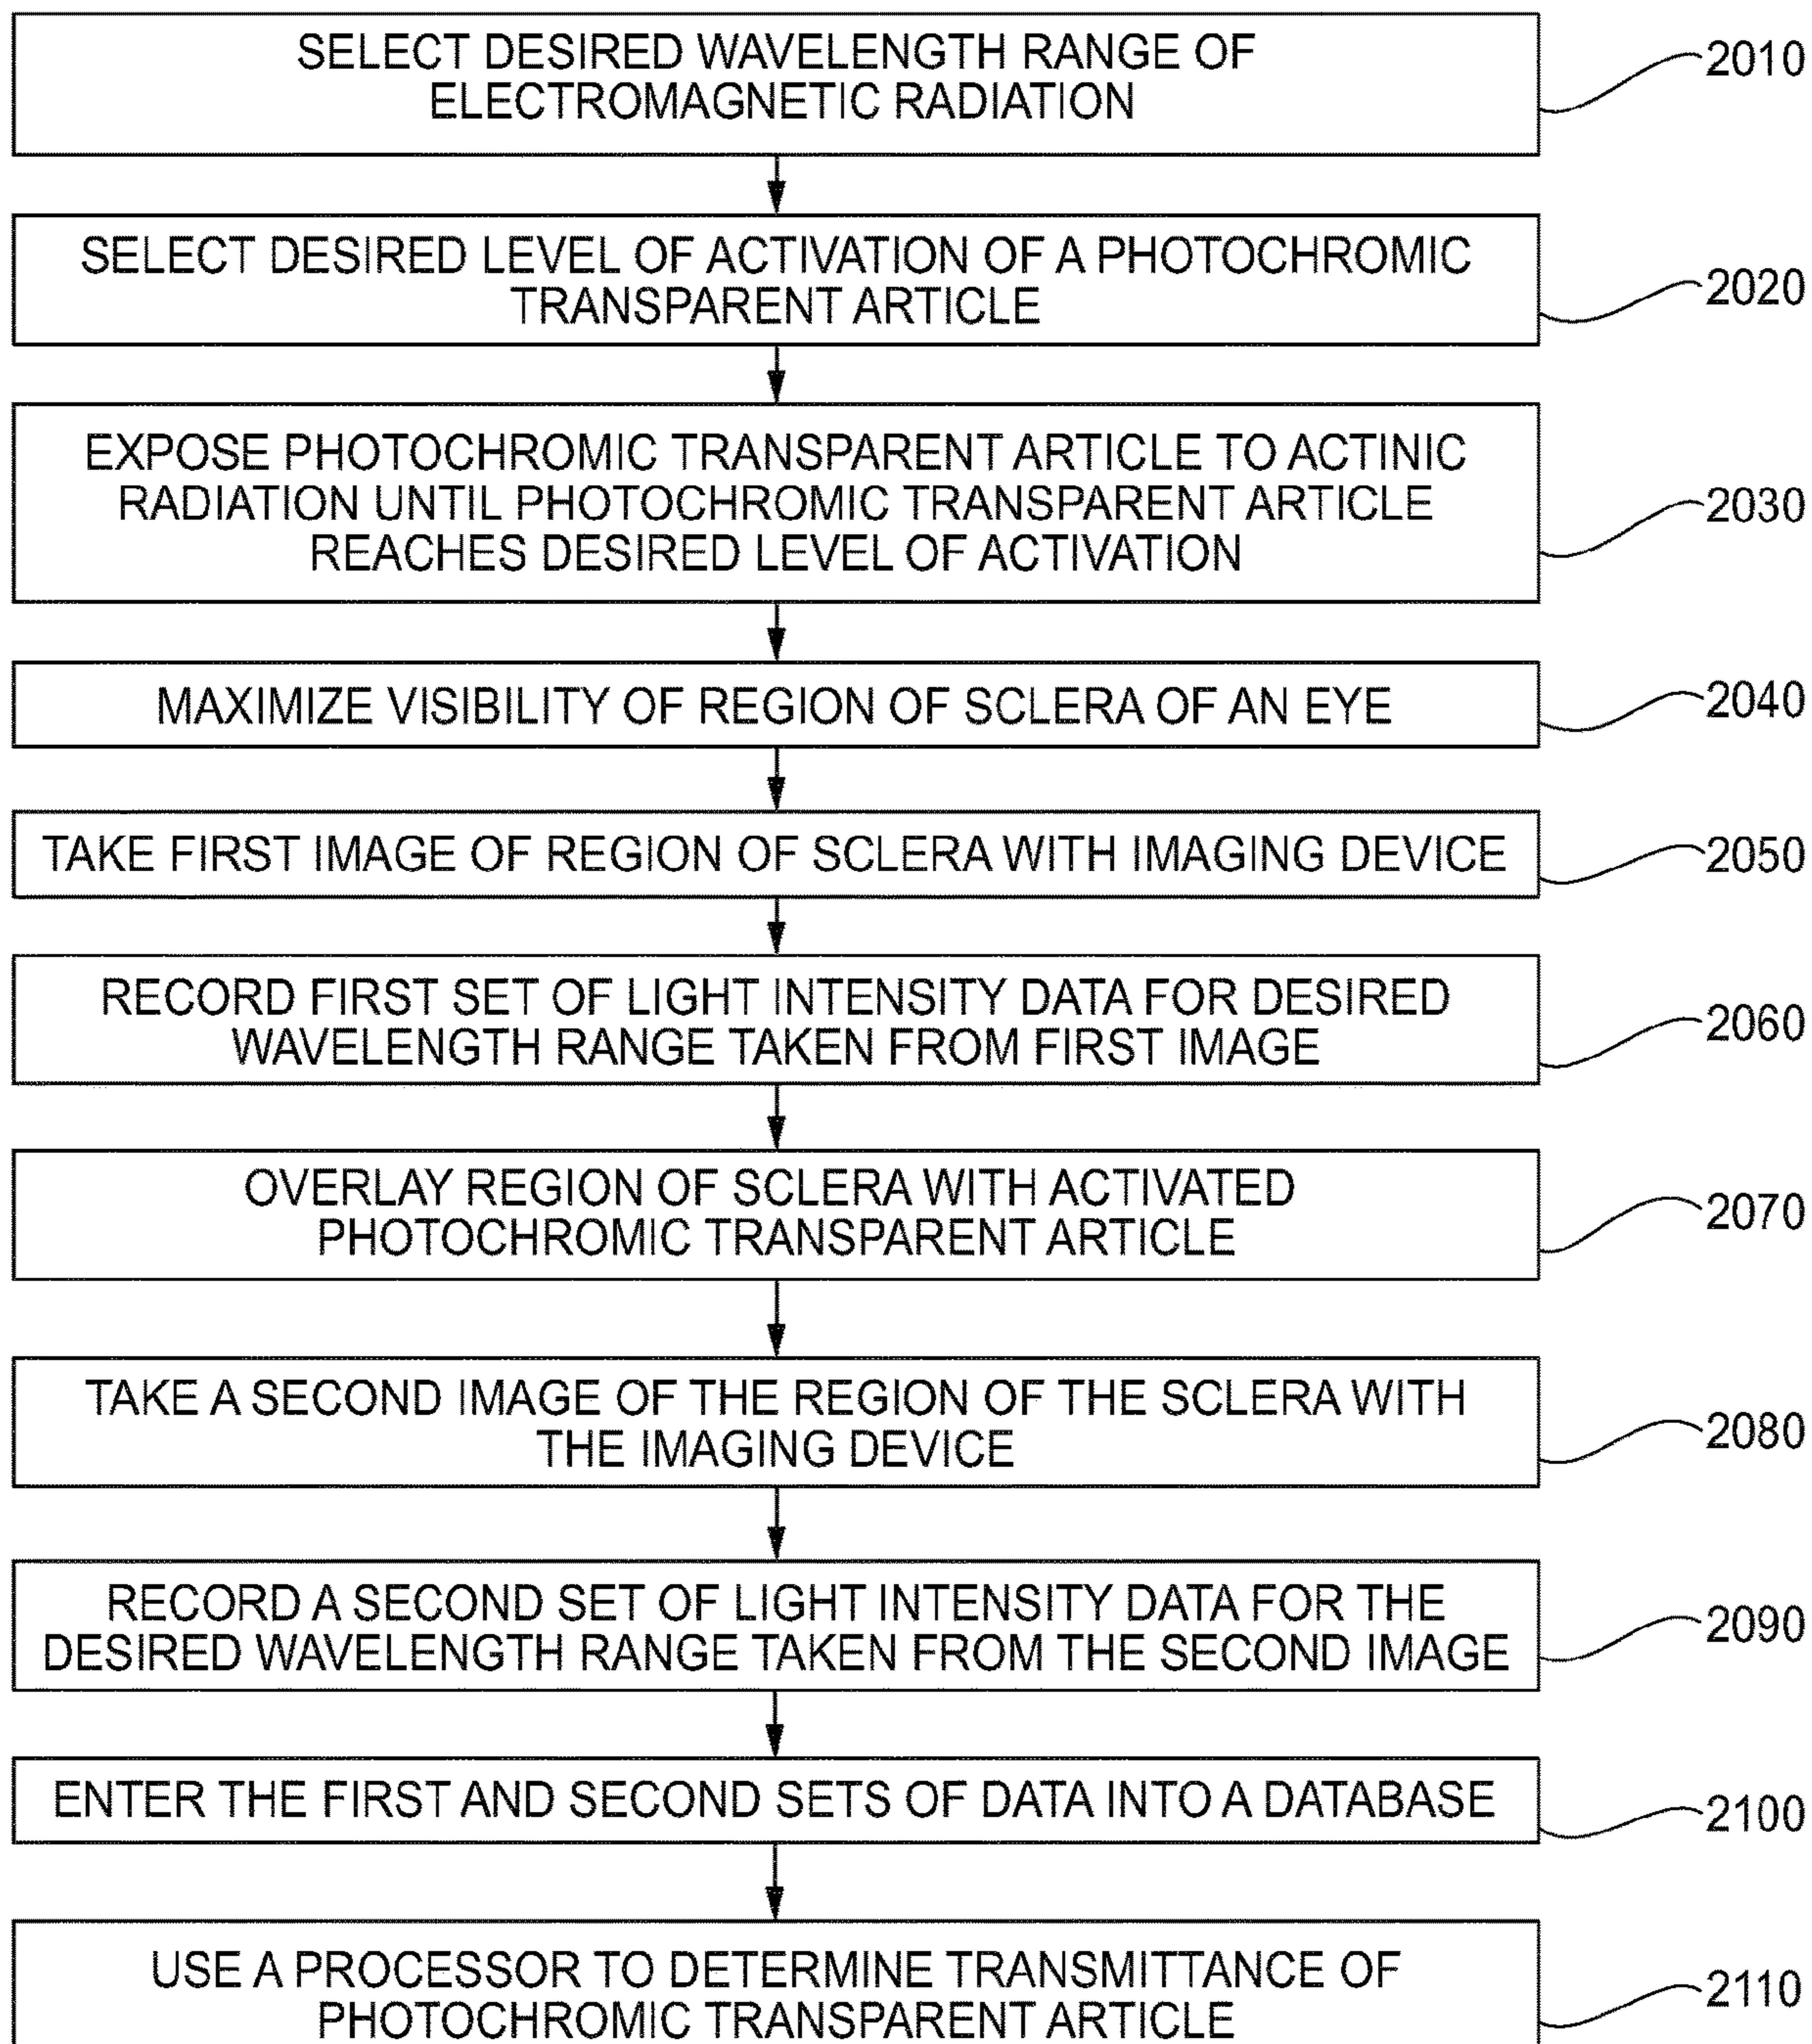 SELECT DESIRED WAVELENGTH RANGE OF
ELECTROMAGNETIC RADIATION
2010
SELECT DESIRED LEVEL OF ACTIVATION OF A PHOTOCHROMIC
TRANSPARENT ARTICLE
2020
EXPOSE PHOTOCHROMIC TRANSPARENT ARTICLE TO ACTINIC
RADIATION UNTIL PHOTOCHROMIC TRANSPARENT ARTICLE
REACHES DESIRED LEVEL OF ACTIVATION
2030
MAXIMIZE VISIBILITY OF REGION OF SCLERA OF AN EYE
2040
TAKE FIRST IMAGE OF REGION OF SCLERA WITH IMAGING DEVICE
2050
RECORD FIRST SET OF LIGHT INTENSITY DATA FOR DESIRED
WAVELENGTH RANGE TAKEN FROM FIRST IMAGE
2060
OVERLAY REGION OF SCLERA WITH ACTIVATED
PHOTOCHROMIC TRANSPARENT ARTICLE
2070
TAKE A SECOND IMAGE OF THE REGION OF THE SCLERA WITH
THE IMAGING DEVICE
2080
RECORD A SECOND SET OF LIGHT INTENSITY DATA FOR THE
DESIRED WAVELENGTH RANGE TAKEN FROM THE SECOND IMAGE
2090
ENTER THE FIRST AND SECOND SETS OF DATA INTO A DATABASE
2100
USE A PROCESSOR TO DETERMINE TRANSMITTANCE OF
PHOTOCHROMIC TRANSPARENT ARTICLE
2110